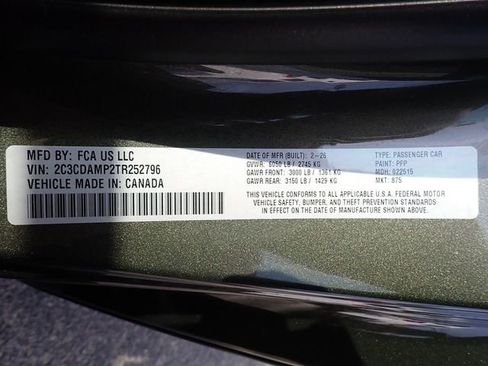 MFD BY: FCA US LLC
VIN: 2C3CDAMP2TR252796
VEHICLE MADE IN: CANADA
DATE OF MFR (BUILT): 2-26
GVWR: 6050 LB / 2745 KG
GAWR FRONT: 3000 LB / 1361 KG
GAWR REAR: 3150 LB / 1429 KG
TYPE: PASSENGER CAR
PAINT: PFP
MDH: 022515
MKT: 875
THIS VEHICLE CONFORMS TO ALL APPLICABLE U.S.A. FEDERAL MOTOR
VEHICLE SAFETY, BUMPER, AND THEFT PREVENTION STANDARDS
IN EFFECT ON THE DATE OF MANUFACTURE SHOWN ABOVE.